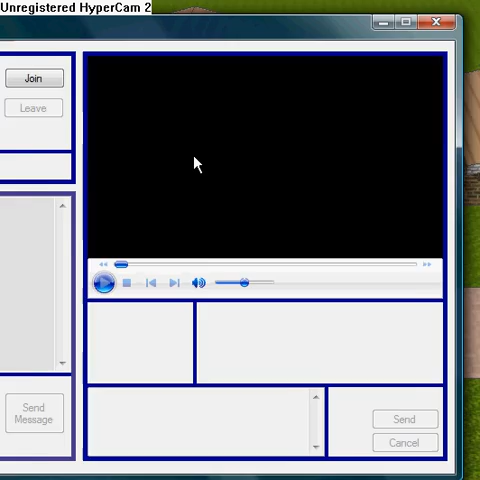 Unregistered HyperCam 2
Join
Leave
Send
Message
Send
Cancel